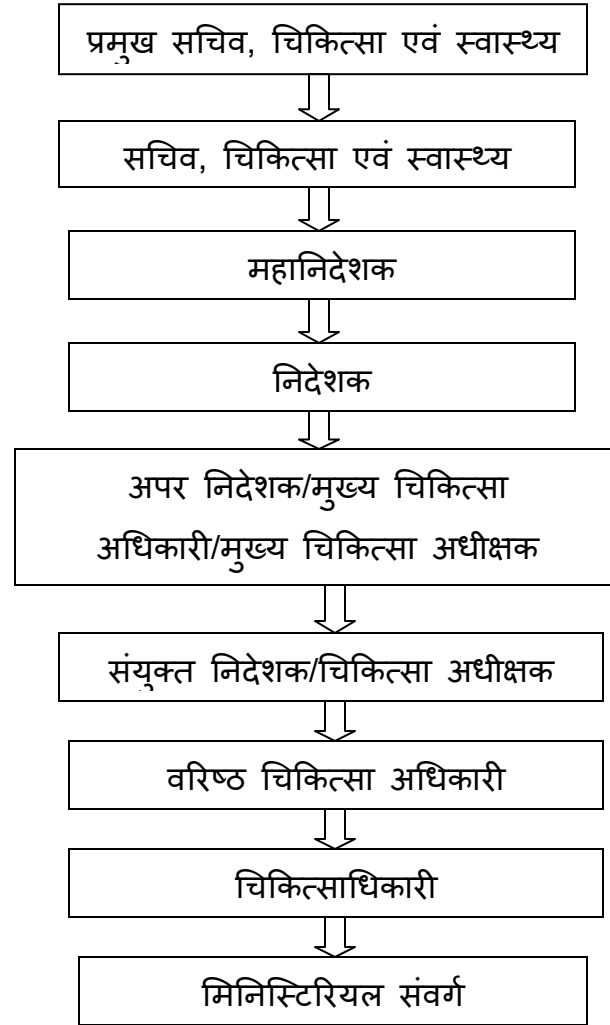 प्रमुख सचिव, चिकित्सा एवं स्वास्थ्य
सचिव, चिकित्सा एवं स्वास्थ्य
महानिदेशक
निदेशक
अपर निदेशक/मुख्य चिकित्सा
अधिकारी/मुख्य चिकित्सा अधीक्षक
संयुक्त निदेशक/चिकित्सा अधीक्षक
वरिष्ठ चिकित्सा अधिकारी
चिकित्साधिकारी
मिनिस्टिरियल संवर्ग